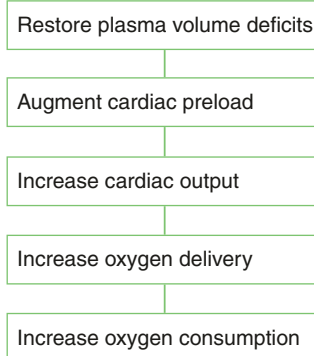 Restore plasma volume deficits
Augment cardiac preload
Increase cardiac output
Increase oxygen delivery
Increase oxygen consumption